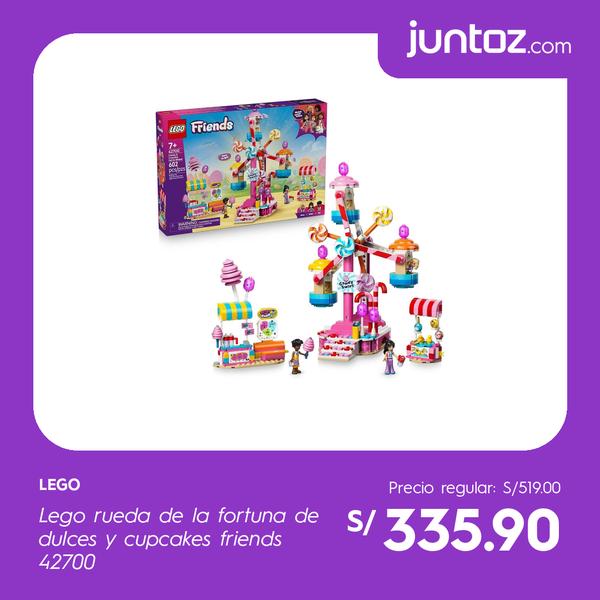 juntoz.com
LEGO Friends
7+
602
LEGO
Precio regular: S/519.00
Lego rueda de la fortuna de
dulces y cupcakes friends
42700
S/ 335.90